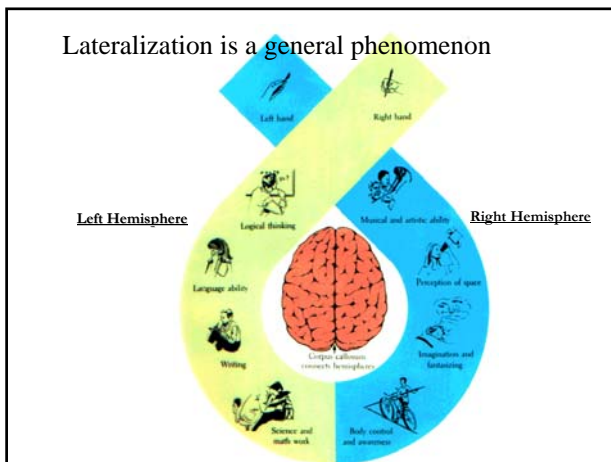 Lateralization is a general phenomenon
Left hand
Right hand
Left Hemisphere
Logical thinking
Musical and artistic ability
Right Hemisphere
Language ability
Perception of space
Writing
Corpus callosum
connects hemispheres
Imagination and
fantasizing
Science and
math work
Body control
and awareness